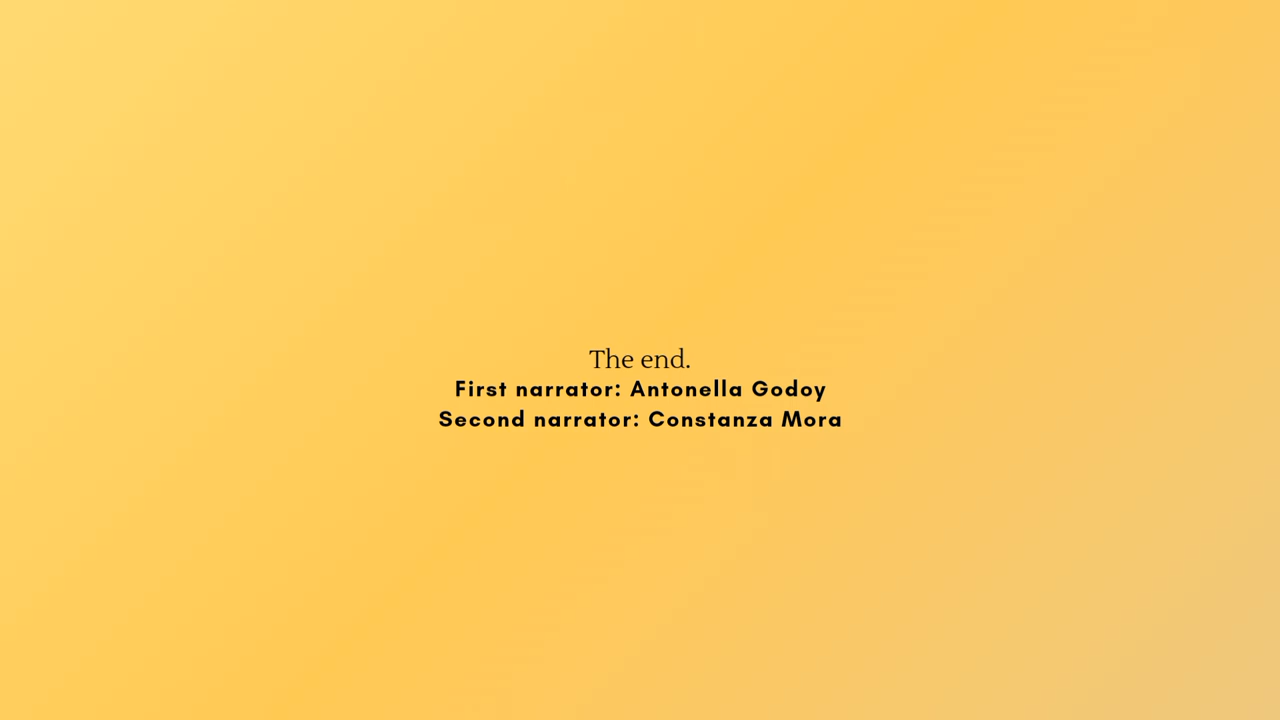 The end.
First narrator: Antonella Godoy
Second narrator: Constanza Mora